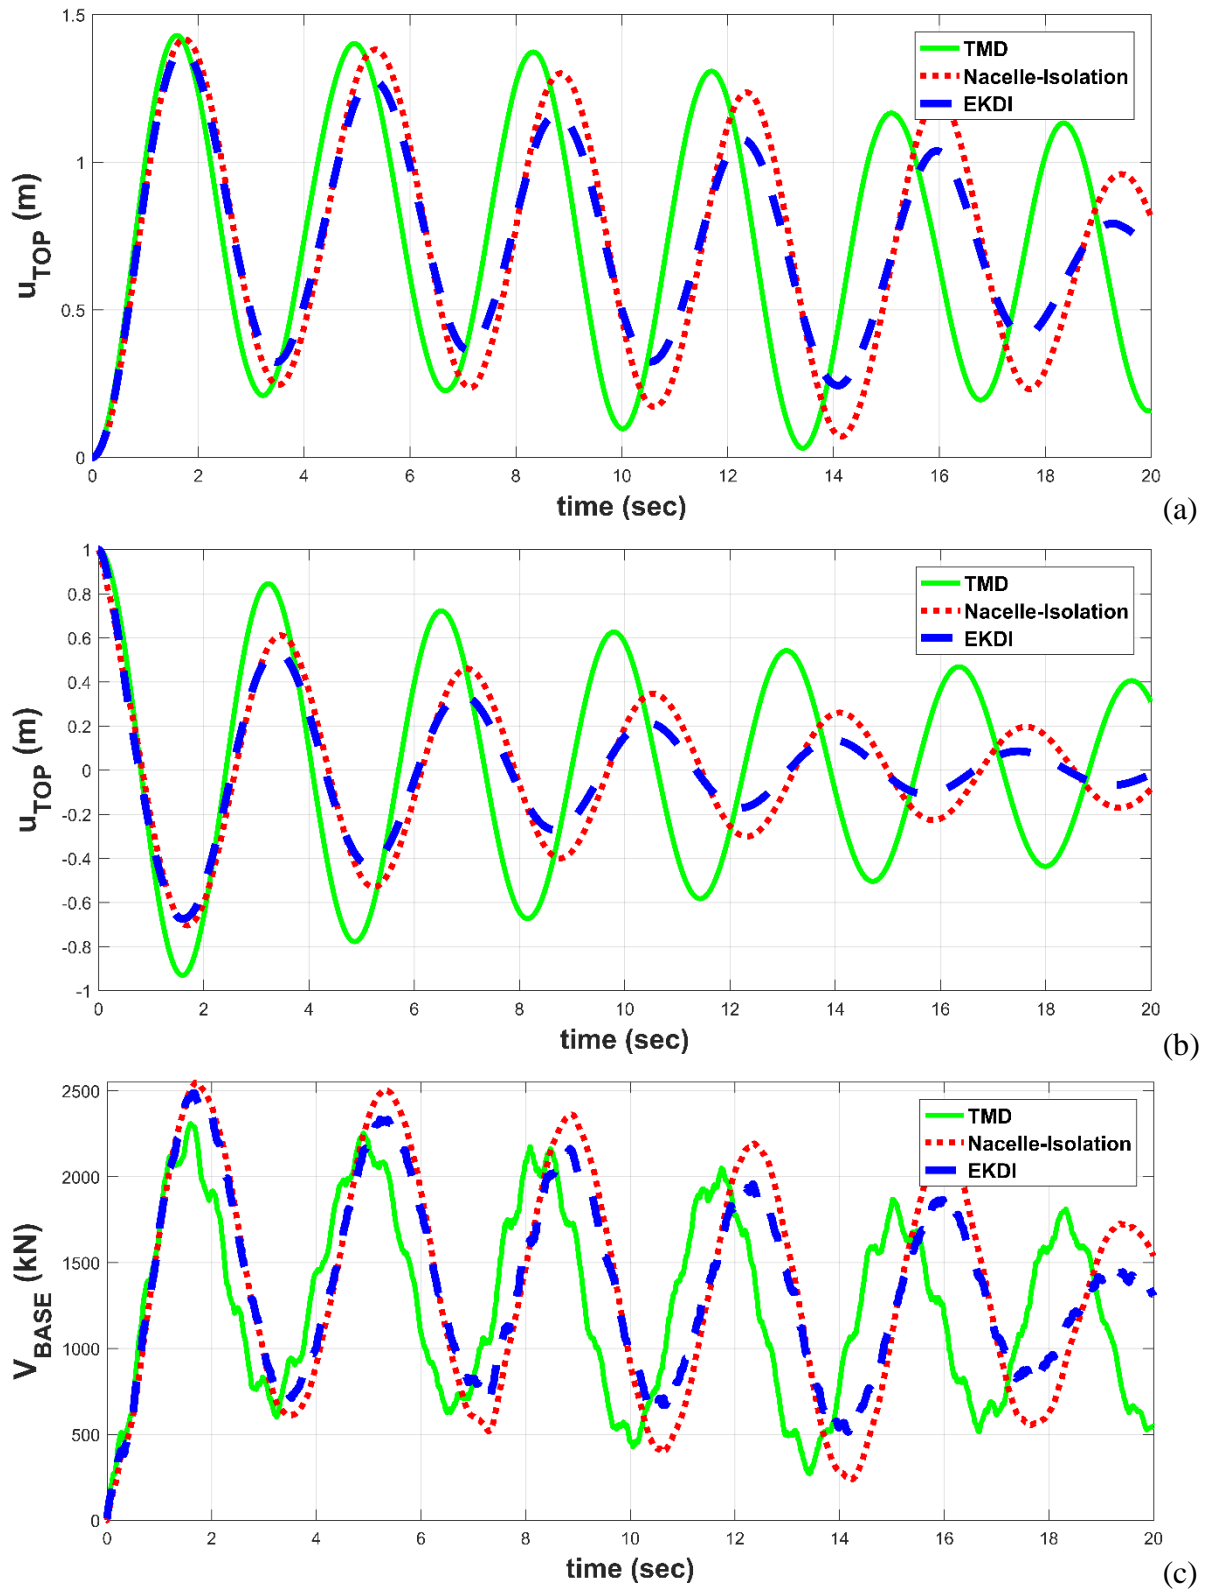 1.5
TMD
Nacelle-Isolation
EKDI
1
u_TOP (m)
0.5
0
0 2 4 6 8 10 12 14 16 18 20
time (sec)
(a)
1
TMD
0.8
Nacelle-Isolation
0.6
EKDI
0.4
0.2
u_TOP (m)
0
-0.2
-0.4
-0.6
-0.8
-1
0 2 4 6 8 10 12 14 16 18 20
time (sec)
(b)
2500
TMD
Nacelle-Isolation
EKDI
2000
1500
V_BASE (kN)
1000
500
0
0 2 4 6 8 10 12 14 16 18 20
time (sec)
(c)